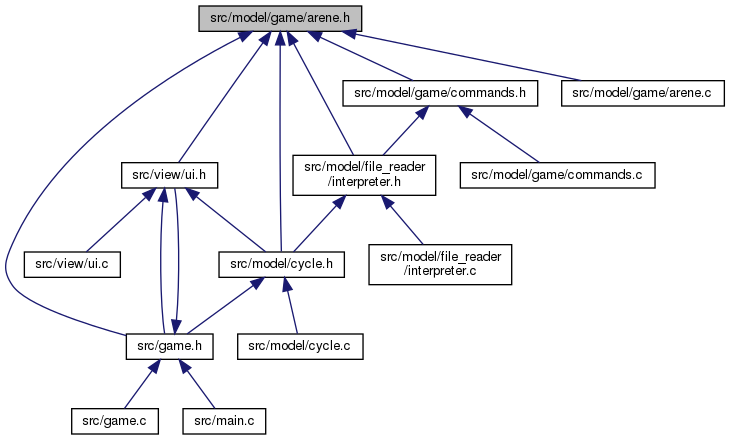 src/model/game/arene.h
src/model/game/commands.h
src/model/game/arene.c
src/view/ui.h
src/model/file_reader
/interpreter.h
src/model/game/commands.c
src/view/ui.c
src/model/cycle.h
src/model/file_reader
/interpreter.c
src/game.h
src/model/cycle.c
src/game.c
src/main.c